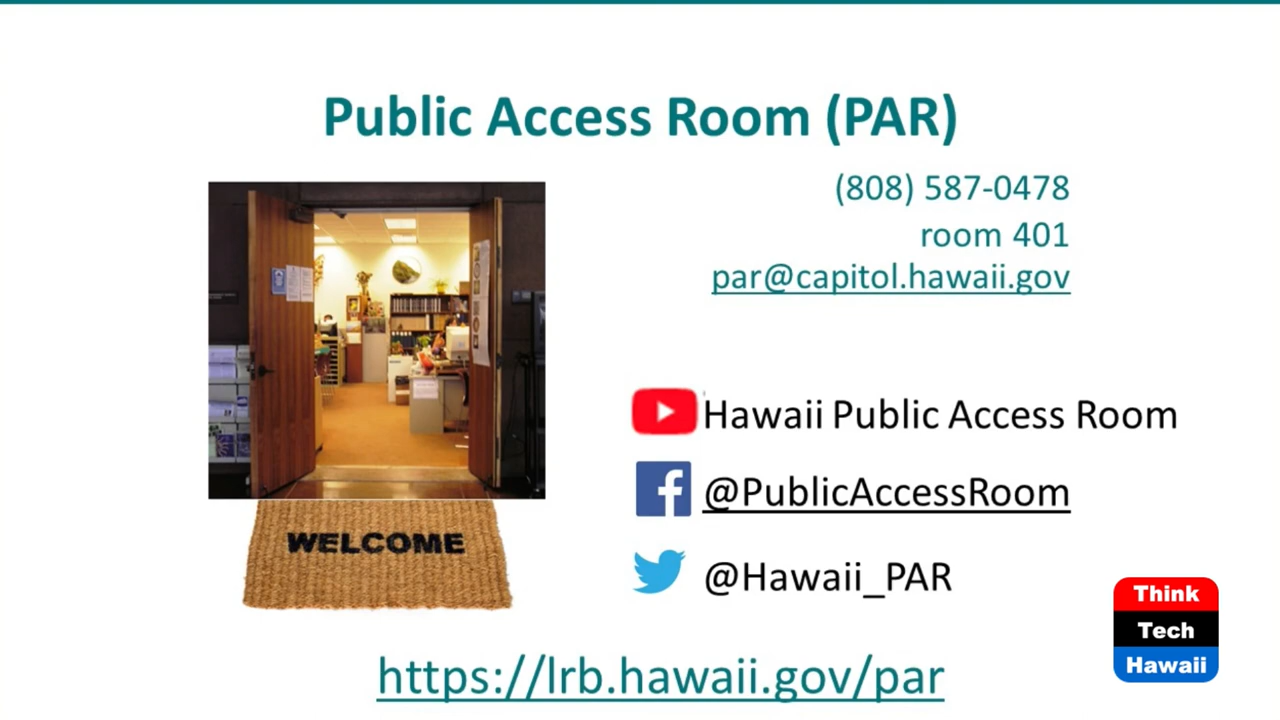 Public Access Room (PAR)
(808) 587-0478
room 401
par@capitol.hawaii.gov
Hawaii Public Access Room
@PublicAccessRoom
@Hawaii_PAR
WELCOME
https://lrb.hawaii.gov/par
Think
Tech
Hawaii